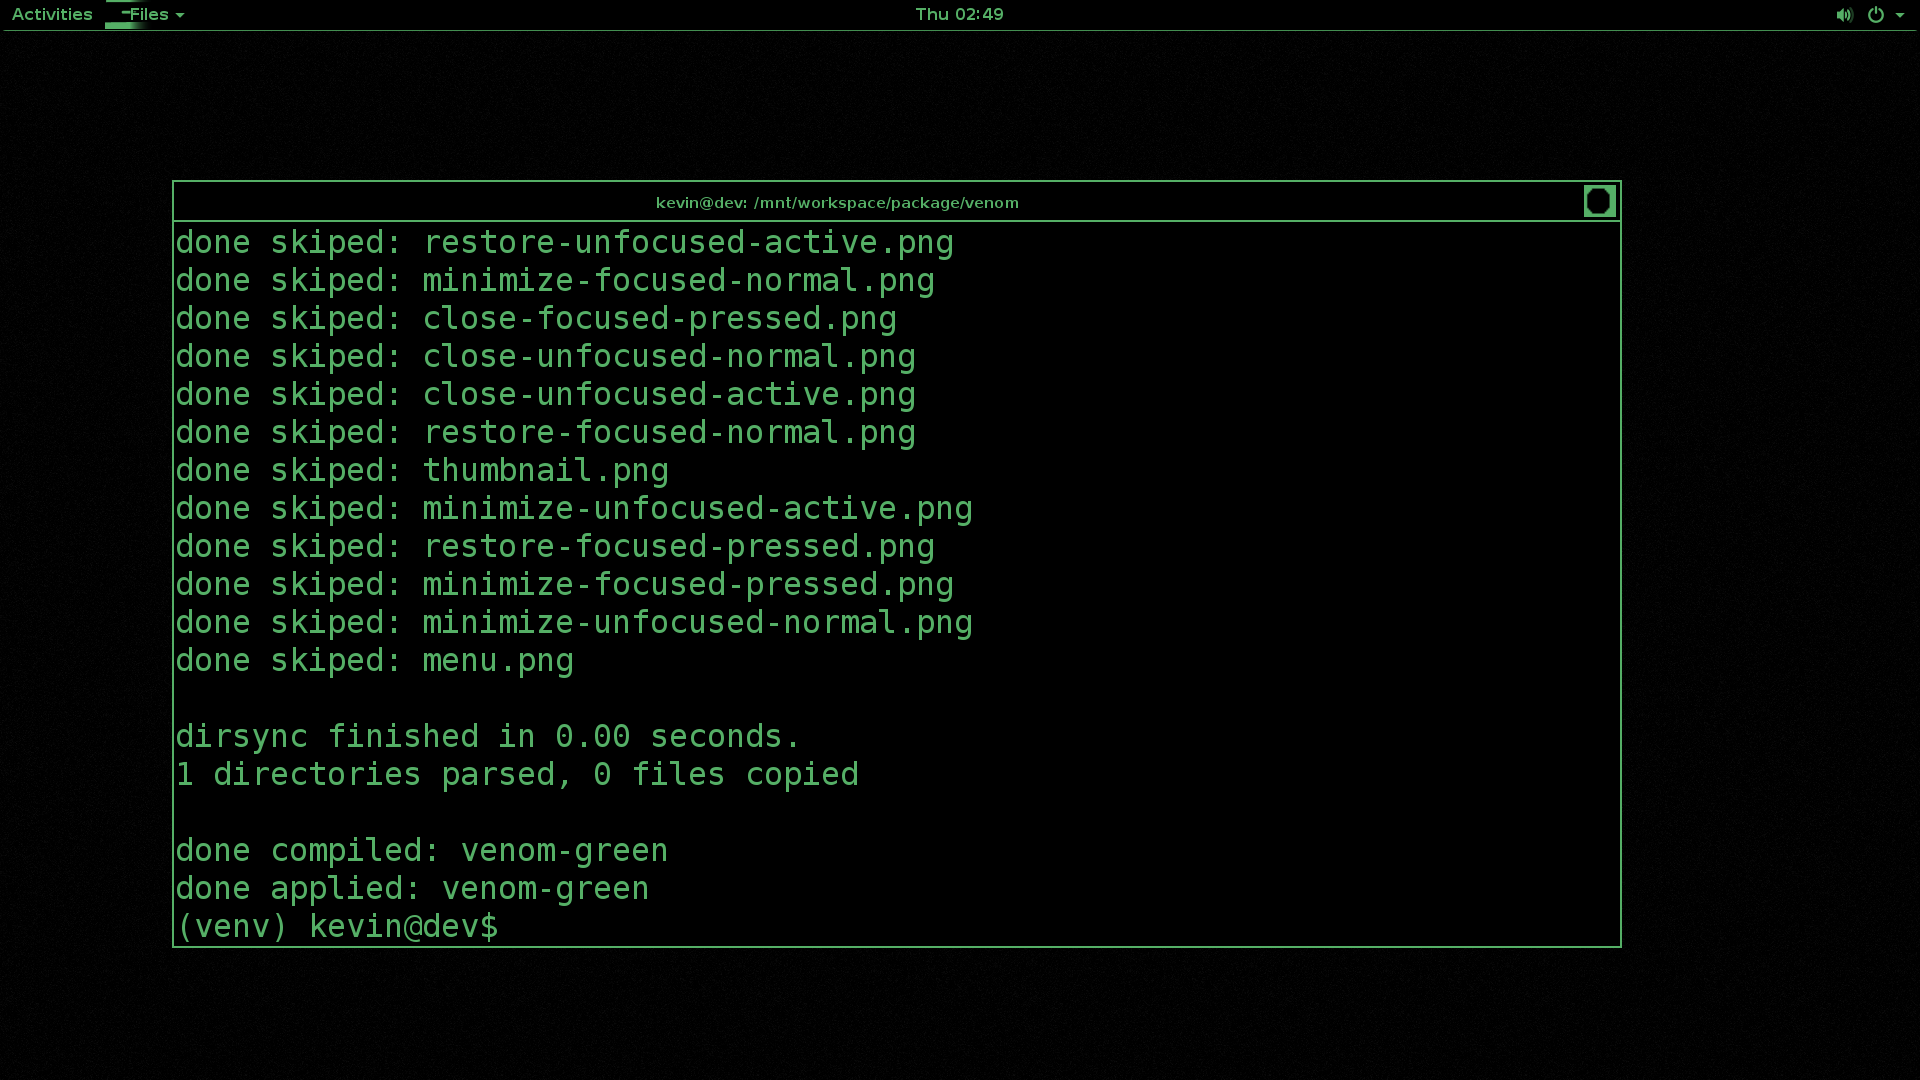 Activities Files Thu 02:49
kevin@dev: /mnt/workspace/package/venom
done skiped: restore-unfocused-active.png
done skiped: minimize-focused-normal.png
done skiped: close-focused-pressed.png
done skiped: close-unfocused-normal.png
done skiped: close-unfocused-active.png
done skiped: restore-focused-normal.png
done skiped: thumbnail.png
done skiped: minimize-unfocused-active.png
done skiped: restore-focused-pressed.png
done skiped: minimize-focused-pressed.png
done skiped: minimize-unfocused-normal.png
done skiped: menu.png
dirsync finished in 0.00 seconds.
1 directories parsed, 0 files copied
done compiled: venom-green
done applied: venom-green
(venv) kevin@dev$